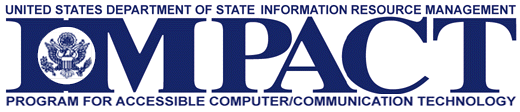 UNITED STATES DEPARTMENT OF STATE INFORMATION RESOURCE MANAGEMENT
IMPACT
PROGRAM FOR ACCESSIBLE COMPUTER/COMMUNICATION TECHNOLOGY